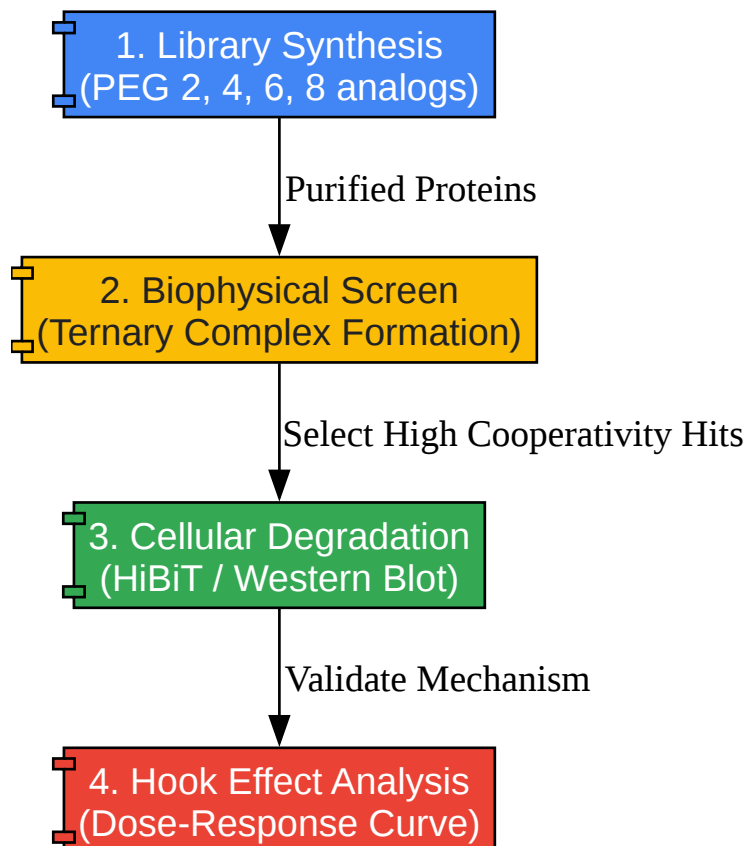 1. Library Synthesis
(PEG 2, 4, 6, 8 analogs)
Purified Proteins
2. Biophysical Screen
(Ternary Complex Formation)
Select High Cooperativity Hits
3. Cellular Degradation
(HiBiT / Western Blot)
Validate Mechanism
4. Hook Effect Analysis
(Dose-Response Curve)